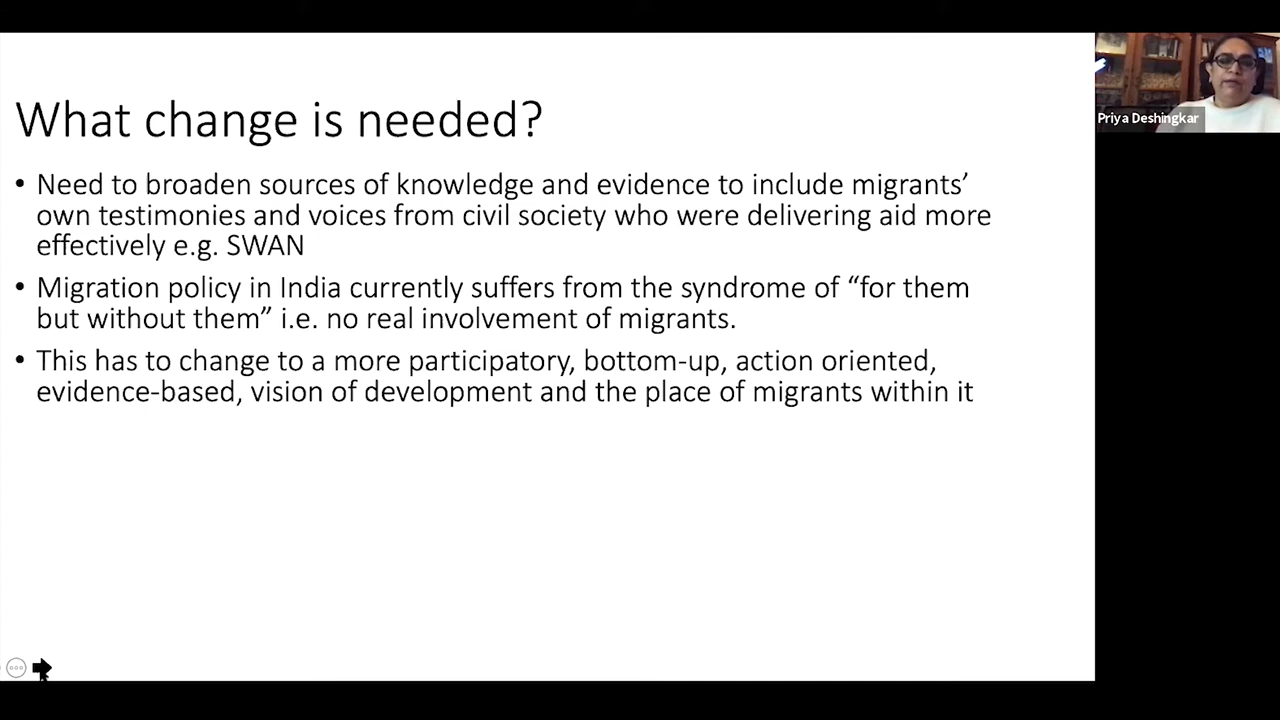 What change is needed?
• Need to broaden sources of knowledge and evidence to include migrants’
own testimonies and voices from civil society who were delivering aid more
effectively e.g. SWAN
• Migration policy in India currently suffers from the syndrome of “for them
but without them” i.e. no real involvement of migrants.
• This has to change to a more participatory, bottom-up, action oriented,
evidence-based, vision of development and the place of migrants within it
Priya Deshingkar